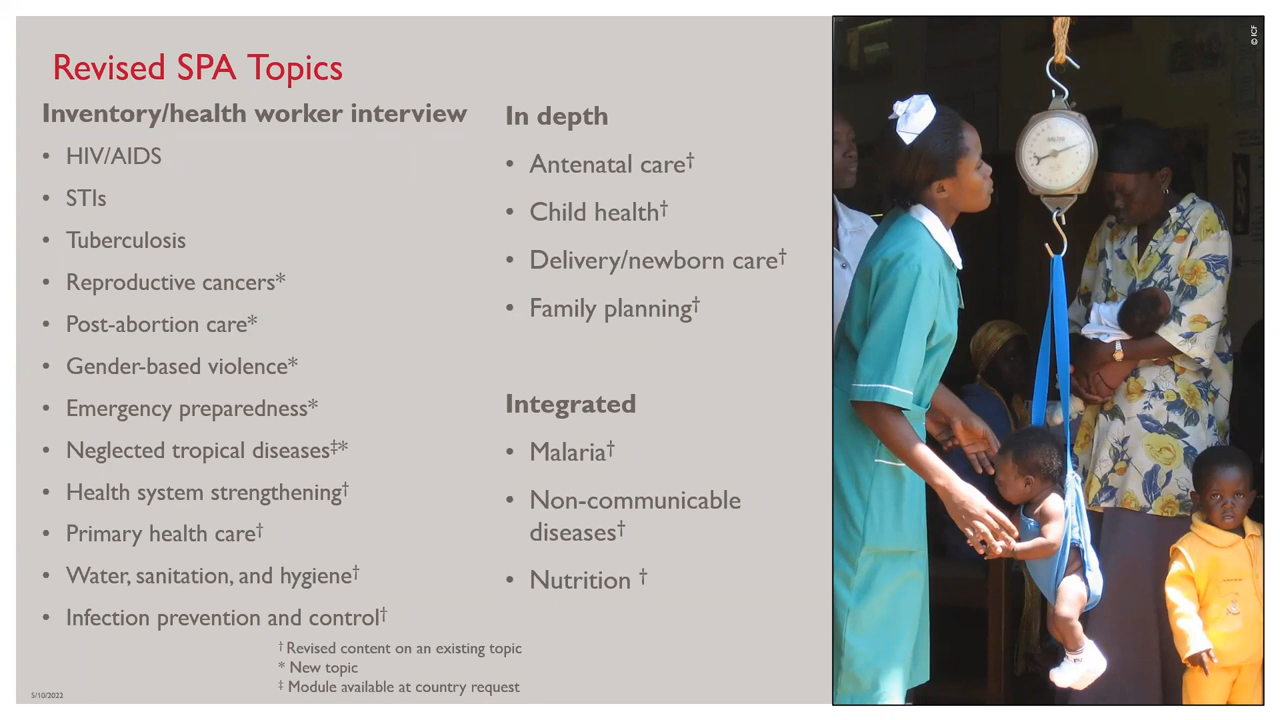 Revised SPA Topics
Inventory/health worker interview
• HIV/AIDS
• STIs
• Tuberculosis
• Reproductive cancers*
• Post-abortion care*
• Gender-based violence*
• Emergency preparedness*
• Neglected tropical diseases‡*
• Health system strengthening†
• Primary health care†
• Water, sanitation, and hygiene†
• Infection prevention and control†
In depth
• Antenatal care†
• Child health†
• Delivery/newborn care†
• Family planning†
Integrated
• Malaria†
• Non-communicable
diseases†
• Nutrition †
† Revised content on an existing topic
* New topic
‡ Module available at country request
5/10/2022
© ICF